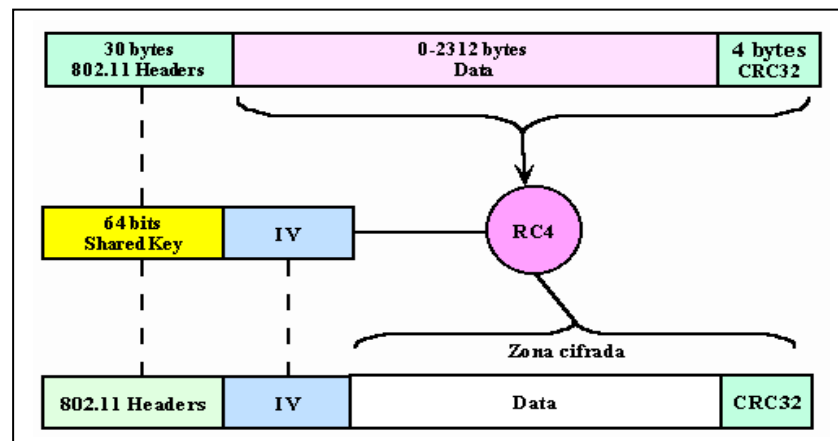 30 bytes
802.11 Headers
0-2312 bytes
Data
4 bytes
CRC32
64 bits
Shared Key
IV
RC4
Zona cifrada
802.11 Headers
IV
Data
CRC32